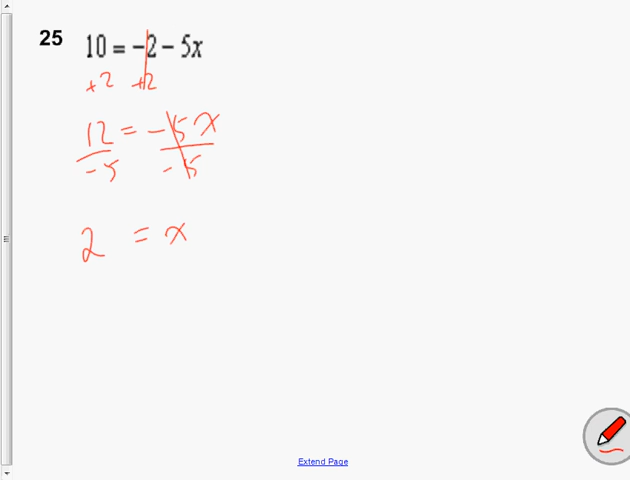 25 10 = -2 - 5x
+2 +2
12 = -5x
-5 -5
2 = x
Extend Page